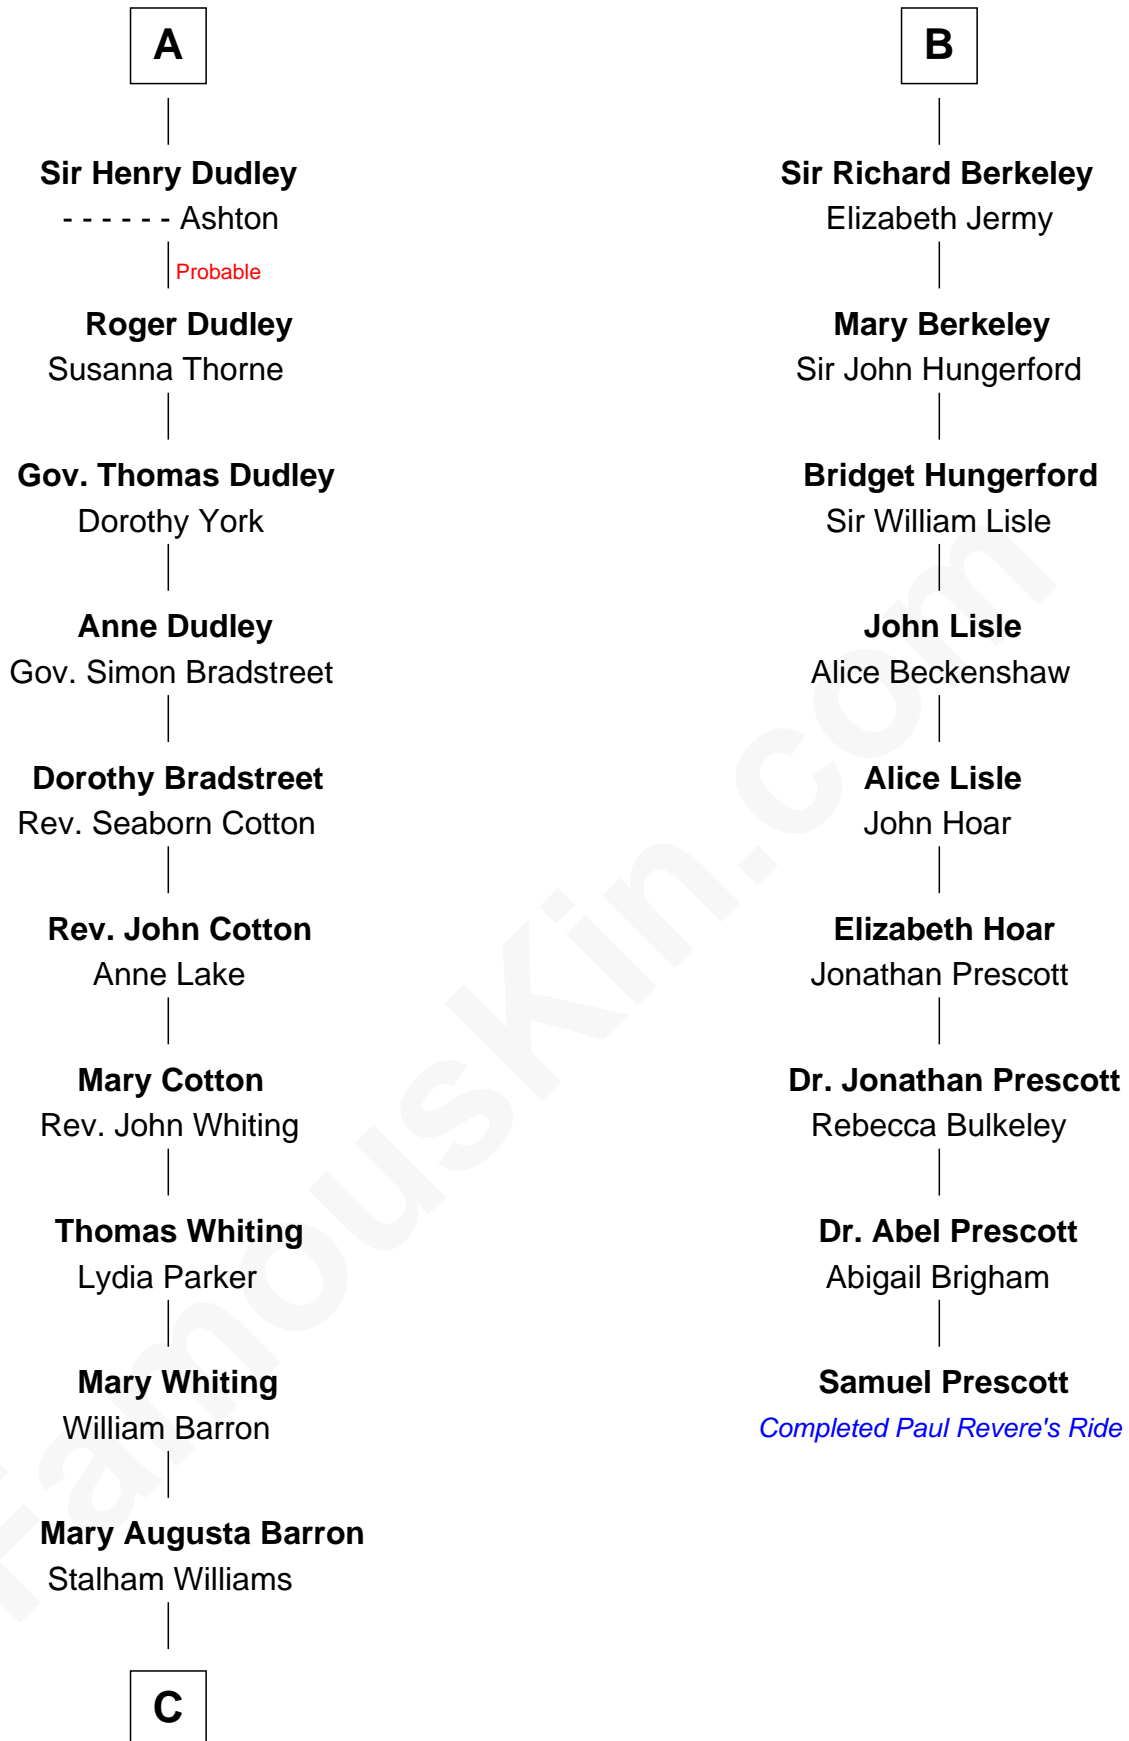 A
Sir Henry Dudley
- - - - - - Ashton
Probable
Roger Dudley
Susanna Thorne
Gov. Thomas Dudley
Dorothy York
Anne Dudley
Gov. Simon Bradstreet
Dorothy Bradstreet
Rev. Seaborn Cotton
Rev. John Cotton
Anne Lake
Mary Cotton
Rev. John Whiting
Thomas Whiting
Lydia Parker
Mary Whiting
William Barron
Mary Augusta Barron
Stalham Williams
C
B
Sir Richard Berkeley
Elizabeth Jermy
Mary Berkeley
Sir John Hungerford
Bridget Hungerford
Sir William Lisle
John Lisle
Alice Beckenshaw
Alice Lisle
John Hoar
Elizabeth Hoar
Jonathan Prescott
Dr. Jonathan Prescott
Rebecca Bulkeley
Dr. Abel Prescott
Abigail Brigham
Samuel Prescott
Completed Paul Revere's Ride
FamousKin.com